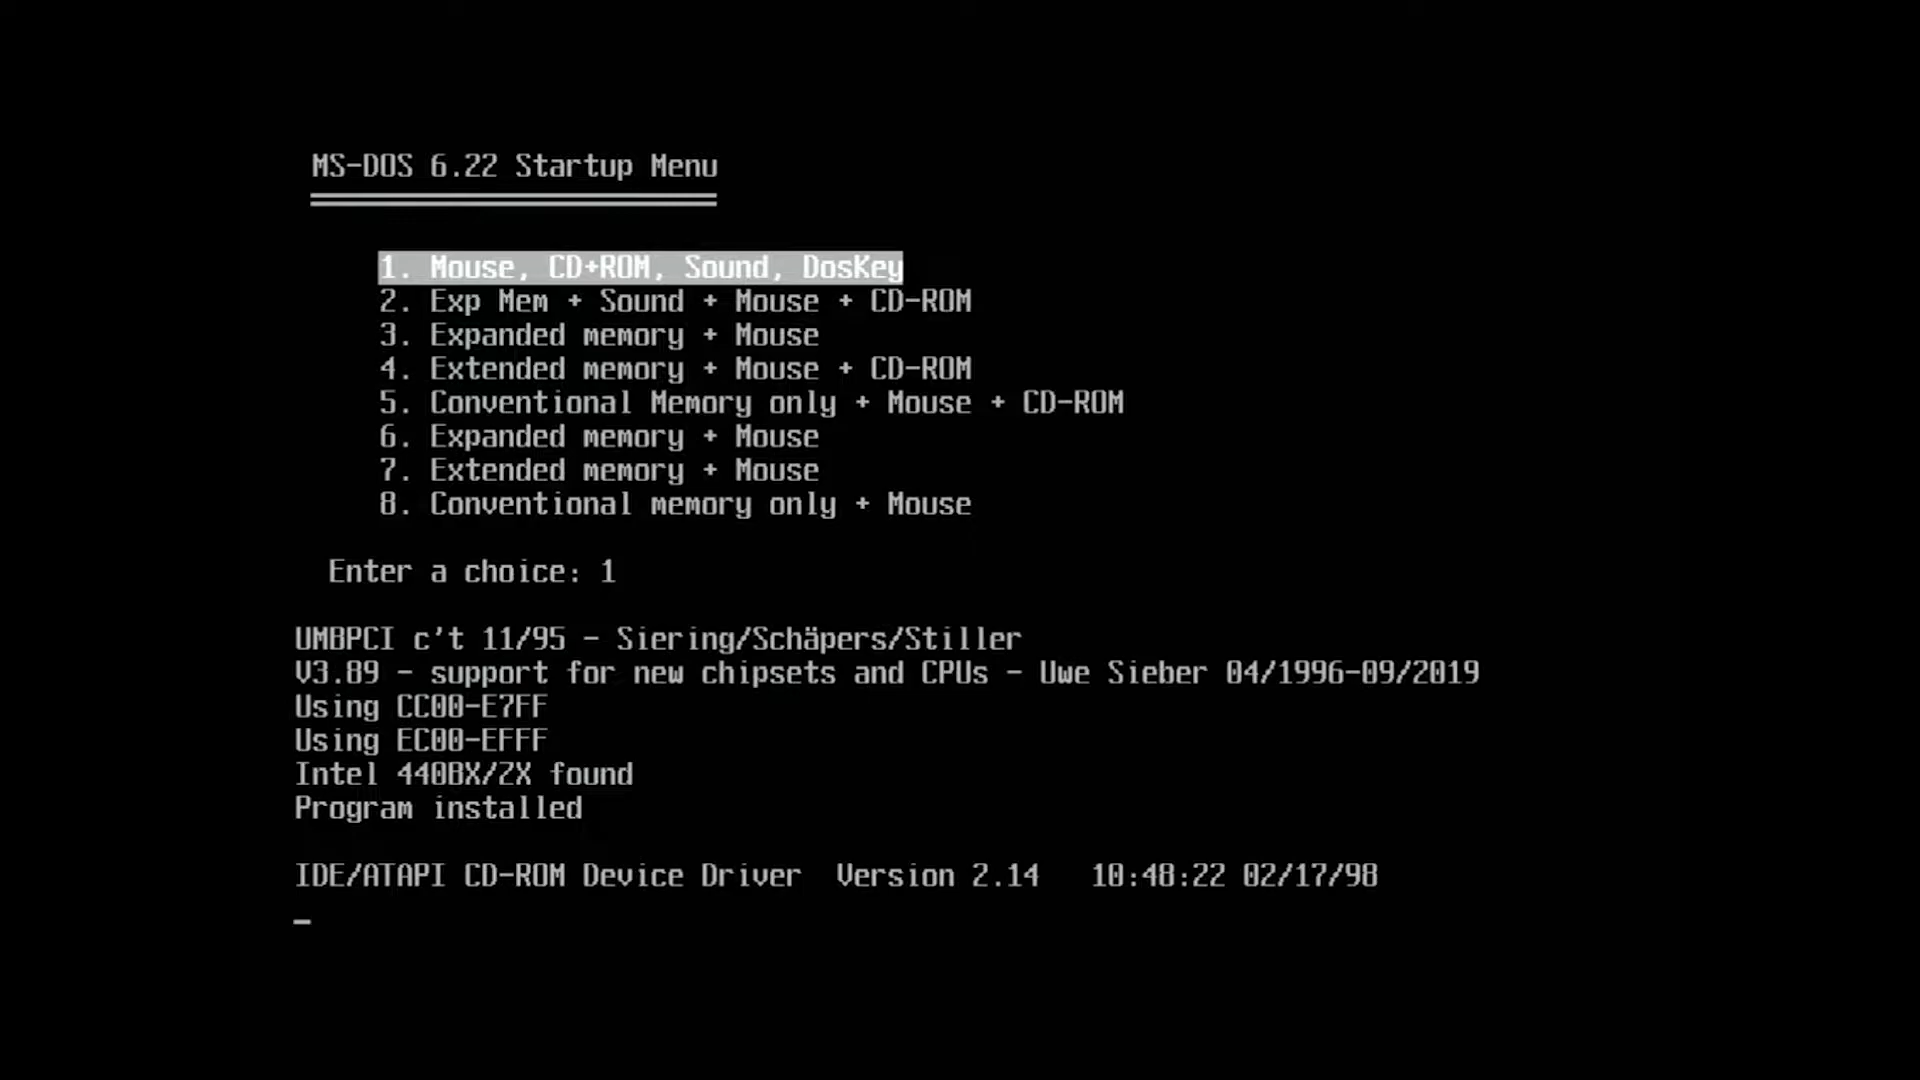 MS-DOS 6.22 Startup Menu
1. Mouse, CD+ROM, Sound, DosKey
2. Exp Mem + Sound + Mouse + CD-ROM
3. Expanded memory + Mouse
4. Extended memory + Mouse + CD-ROM
5. Conventional Memory only + Mouse + CD-ROM
6. Expanded memory + Mouse
7. Extended memory + Mouse
8. Conventional memory only + Mouse
Enter a choice: 1
UMBPCI c't 11/95 - Siering/Schäpers/Stiller
V3.89 - support for new chipsets and CPUs - Uwe Sieber 04/1996-09/2019
Using CC00-E7FF
Using EC00-EFFF
Intel 440BX/ZX found
Program installed
IDE/ATAPI CD-ROM Device Driver  Version 2.14   10:48:22 02/17/98